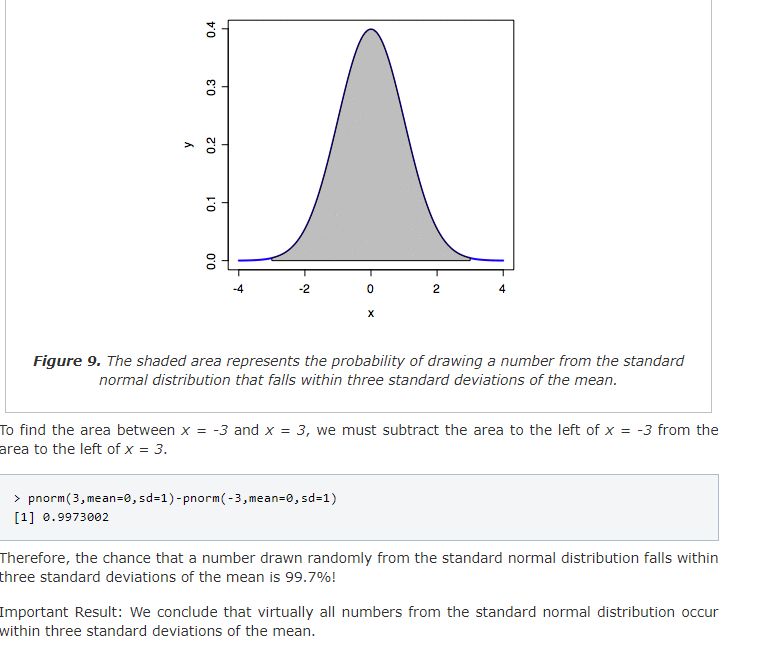 0.4
0.3
0.2
0.1
0.0
y
-4 -2 0 2 4
x
Figure 9. The shaded area represents the probability of drawing a number from the standard
normal distribution that falls within three standard deviations of the mean.
To find the area between x = -3 and x = 3, we must subtract the area to the left of x = -3 from the
area to the left of x = 3.
> pnorm(3,mean=0,sd=1)-pnorm(-3,mean=0,sd=1)
[1] 0.9973002
Therefore, the chance that a number drawn randomly from the standard normal distribution falls within
three standard deviations of the mean is 99.7%!
Important Result: We conclude that virtually all numbers from the standard normal distribution occur
within three standard deviations of the mean.